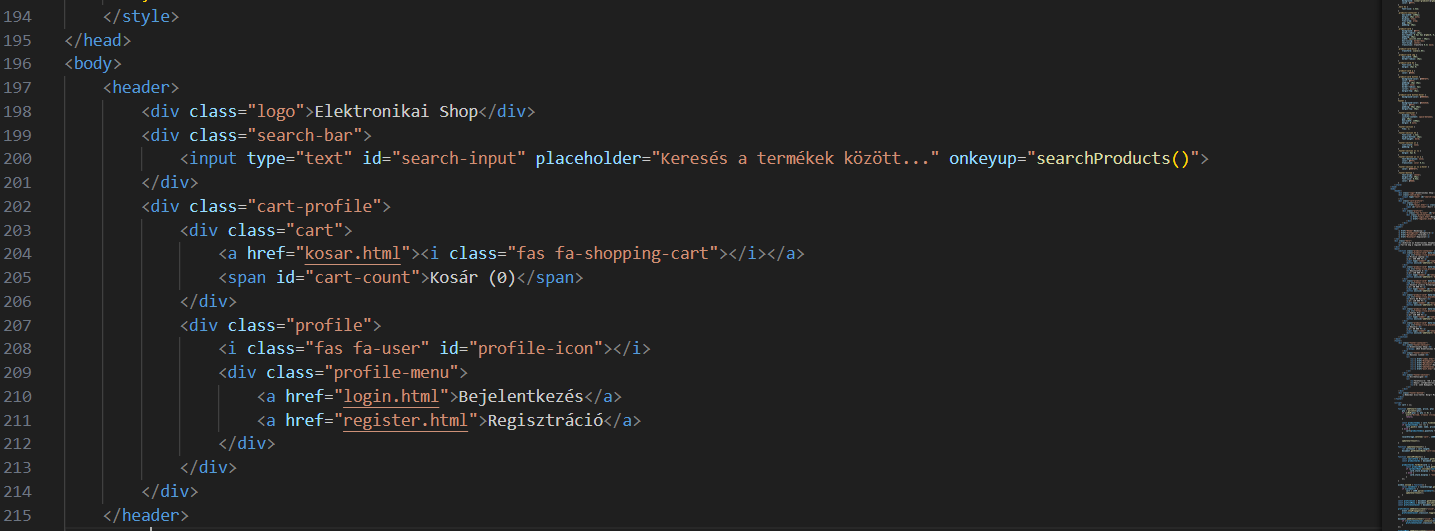 194 </style>
195 </head>
196 <body>
197 <header>
198 <div class="logo">Elektronikai Shop</div>
199 <div class="search-bar">
200 <input type="text" id="search-input" placeholder="Keresés a termékek között..." onkeyup="searchProducts()">
201 </div>
202 <div class="cart-profile">
203 <div class="cart">
204 <a href="kosar.html"><i class="fas fa-shopping-cart"></i></a>
205 <span id="cart-count">Kosár (0)</span>
206 </div>
207 <div class="profile">
208 <i class="fas fa-user" id="profile-icon"></i>
209 <div class="profile-menu">
210 <a href="login.html">Bejelentkezés</a>
211 <a href="register.html">Regisztráció</a>
212 </div>
213 </div>
214 </div>
215 </header>